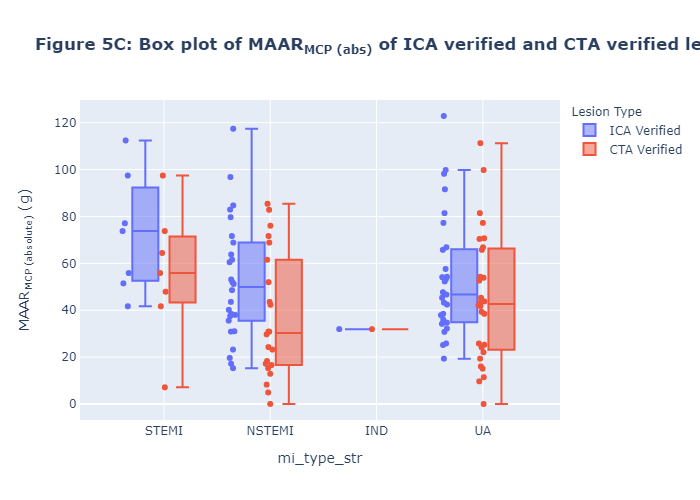 Figure 5C: Box plot of MAAR_MCP (abs) of ICA verified and CTA verified le
Lesion Type
ICA Verified
CTA Verified
MAAR_MCP (absolute) (g)
120
100
80
60
40
20
0
STEMI NSTEMI IND UA
mi_type_str